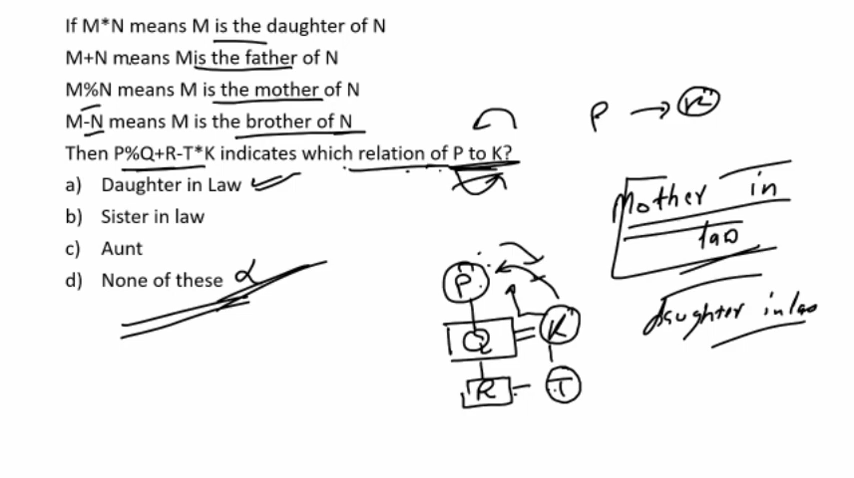 If M*N means M is the daughter of N
M+N means Mis the father of N
M%N means M is the mother of N
M-N means M is the brother of N
Then P%Q+R-T*K indicates which relation of P to K?
a) Daughter in Law
b) Sister in law
c) Aunt
d) None of these
P → K
Mother in
law
daughter in law
P
Q
K
R
T